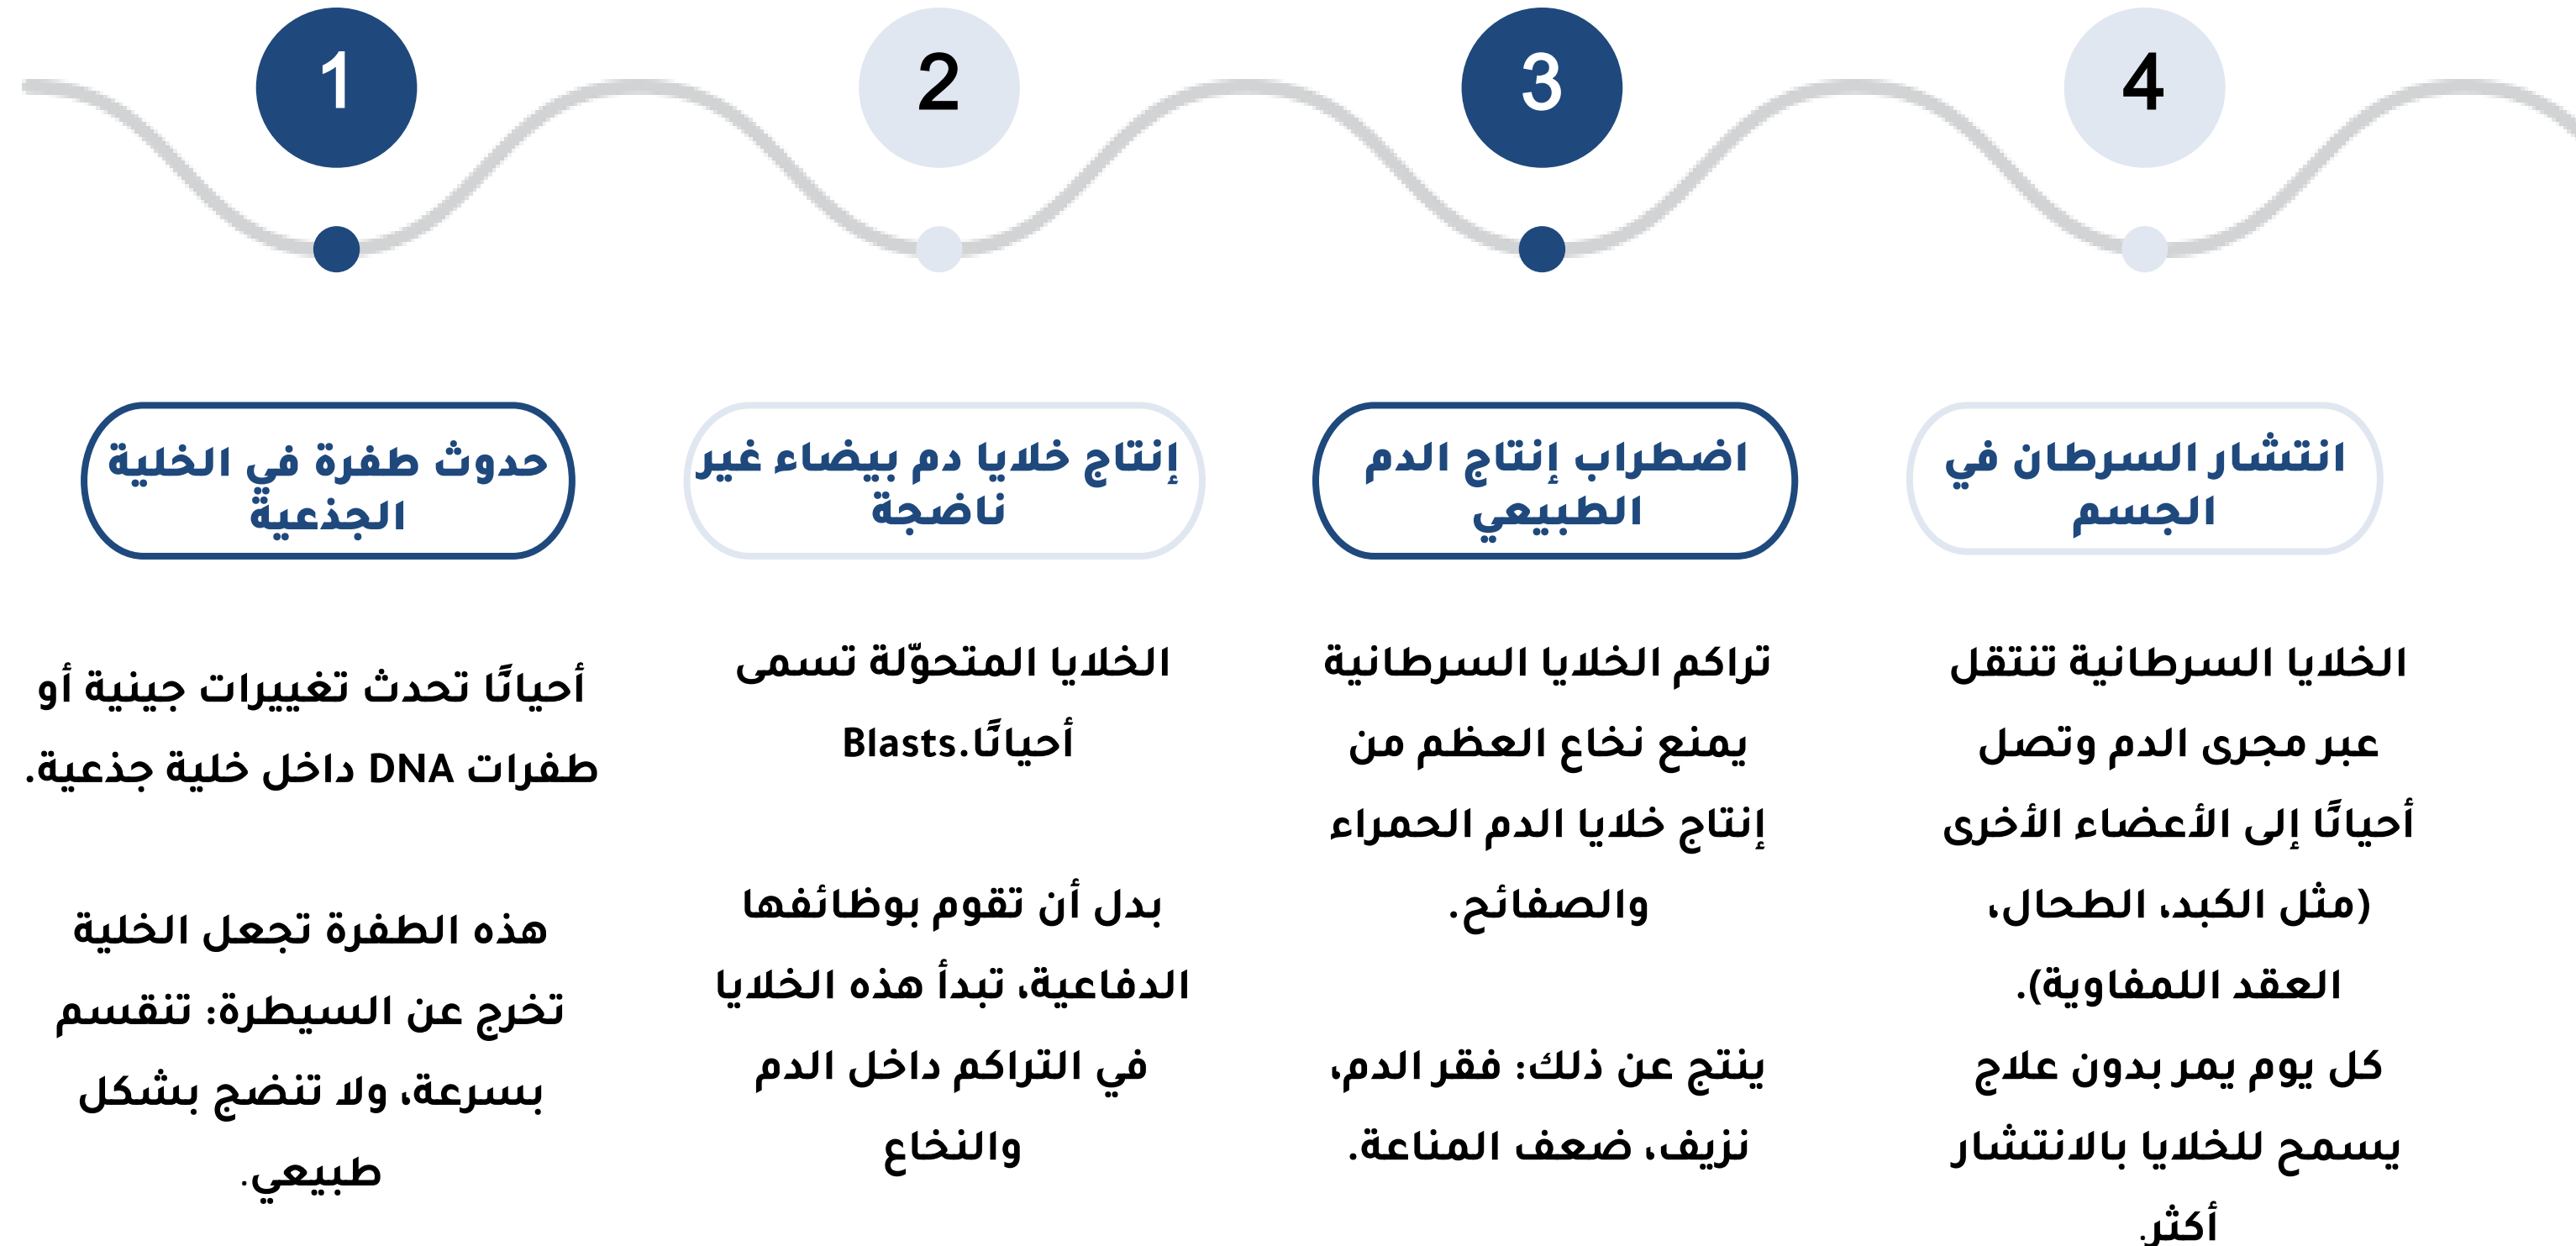 1
حدوث طفرة في الخلية
الجذعية
أحيانًا تحدث تغييرات جينية أو
طفرات DNA داخل خلية جذعية.
هذه الطفرة تجعل الخلية
تخرج عن السيطرة: تنقسم
بسرعة، ولا تنضج بشكل
طبيعي.
2
إنتاج خلايا دم بيضاء غير
ناضجة
الخلايا المتحوّلة تسمى
أحيانًا.Blasts
بدل أن تقوم بوظائفها
الدفاعية، تبدأ هذه الخلايا
في التراكم داخل الدم
والنخاع
3
اضطراب إنتاج الدم
الطبيعي
تراكم الخلايا السرطانية
يمنع نخاع العظم من
إنتاج خلايا الدم الحمراء
والصفائح.
ينتج عن ذلك: فقر الدم،
نزيف، ضعف المناعة.
4
انتشار السرطان في
الجسم
الخلايا السرطانية تنتقل
عبر مجرى الدم وتصل
أحيانًا إلى الأعضاء الأخرى
(مثل الكبد، الطحال،
العقد اللمفاوية).
كل يوم يمر بدون علاج
يسمح للخلايا بالانتشار
أكثر.